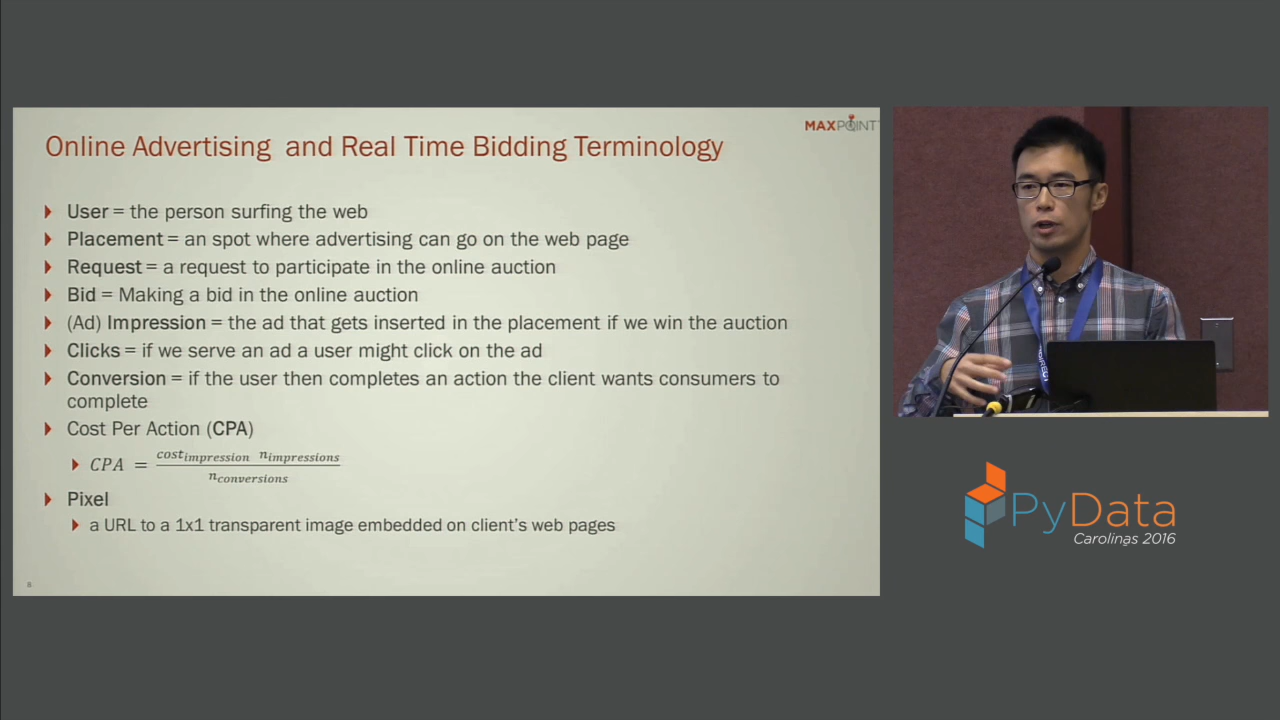 MAXPOINT
Online Advertising and Real Time Bidding Terminology
User = the person surfing the web
Placement = an spot where advertising can go on the web page
Request = a request to participate in the online auction
Bid = Making a bid in the online auction
(Ad) Impression = the ad that gets inserted in the placement if we win the auction
Clicks = if we serve an ad a user might click on the ad
Conversion = if the user then completes an action the client wants consumers to
complete
Cost Per Action (CPA)
CPA = cost_impression n_impressions / n_conversions
Pixel
a URL to a 1x1 transparent image embedded on client's web pages
8
PyData
Carolinas 2016